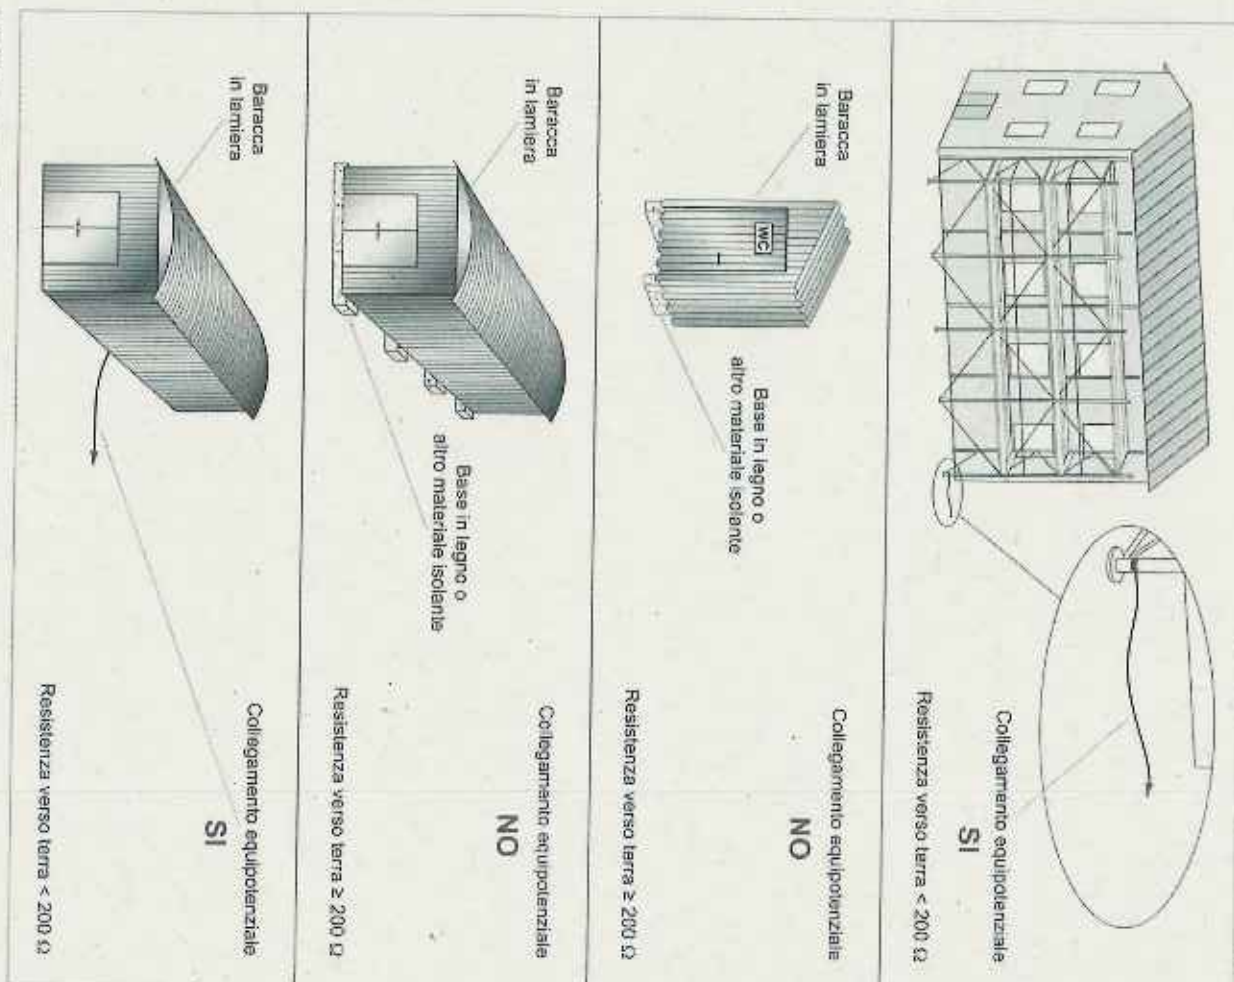 Collegamento equipotenziale
SI
Resistenza verso terra < 200 Ω
Baracca
in lamiera
WC
Base in legno o
altro materiale isolante
Collegamento equipotenziale
NO
Resistenza verso terra ≥ 200 Ω
Baracca
in lamiera
Base in legno o
altro materiale isolante
Collegamento equipotenziale
NO
Resistenza verso terra ≥ 200 Ω
Baracca
in lamiera
Collegamento equipotenziale
SI
Resistenza verso terra < 200 Ω